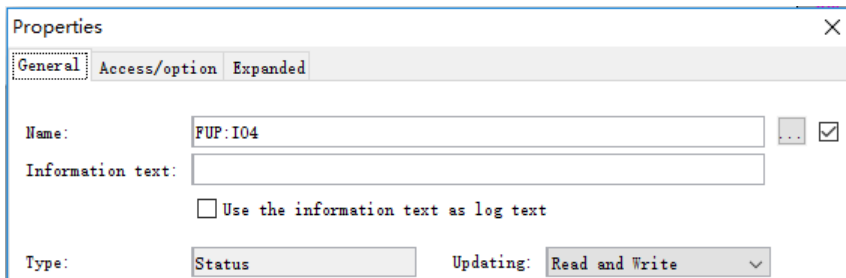 Properties
General Access/option Expanded
Name: FUP:IO4 ...
Information text:
Use the information text as log text
Type: Status Updating: Read and Write